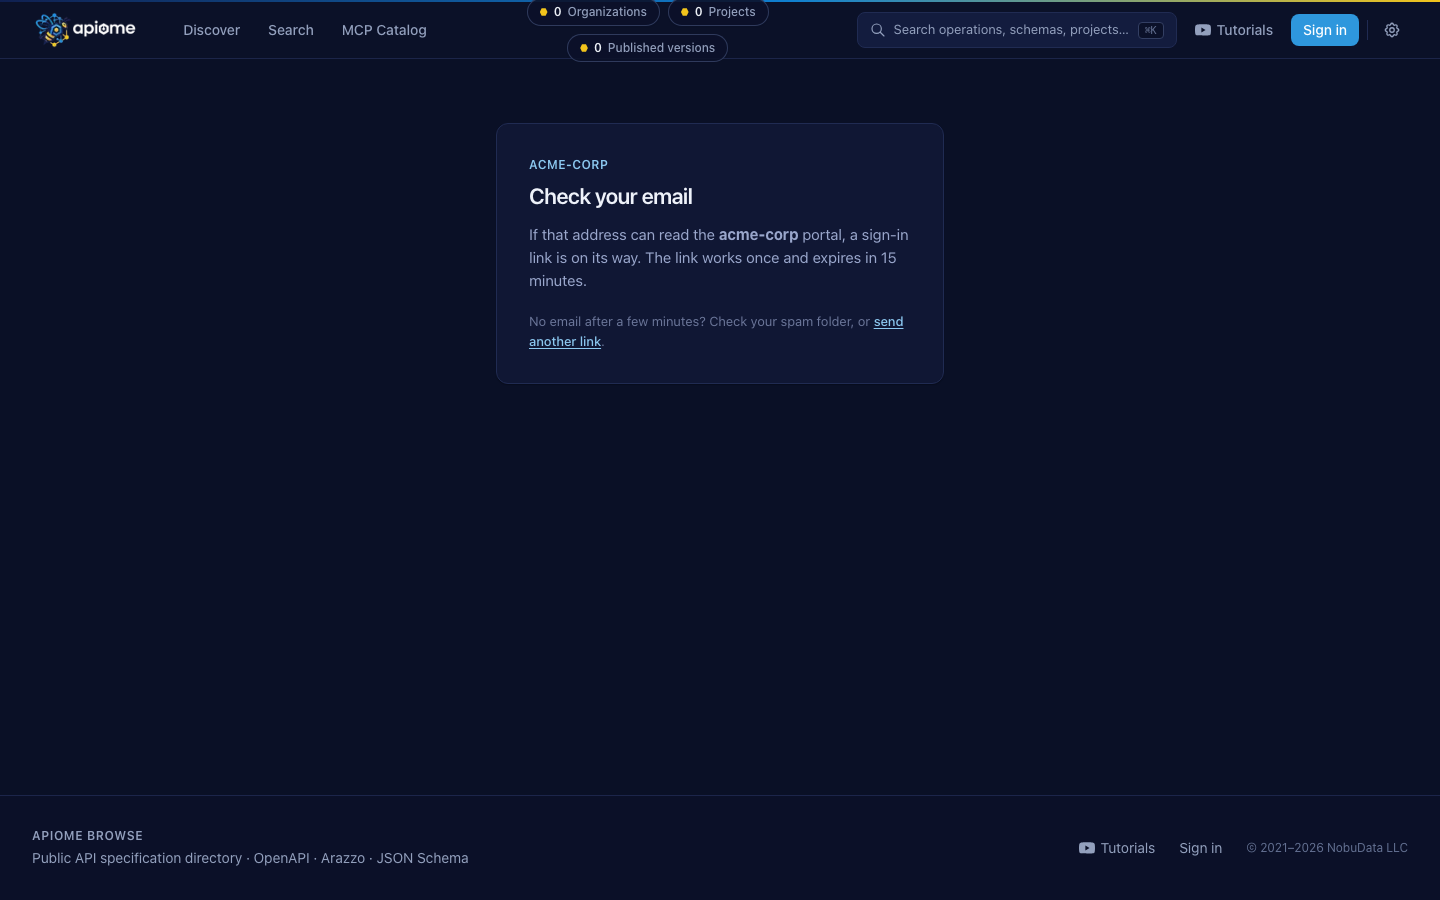 apiome
Discover
Search
MCP Catalog
0 Organizations
0 Projects
0 Published versions
Search operations, schemas, projects...
⌘K
Tutorials
Sign in
ACME-CORP
Check your email
If that address can read the acme-corp portal, a sign-in
link is on its way. The link works once and expires in 15
minutes.
No email after a few minutes? Check your spam folder, or send
another link.
APIOME BROWSE
Public API specification directory · OpenAPI · Arazzo · JSON Schema
Tutorials
Sign in
© 2021–2026 NobuData LLC